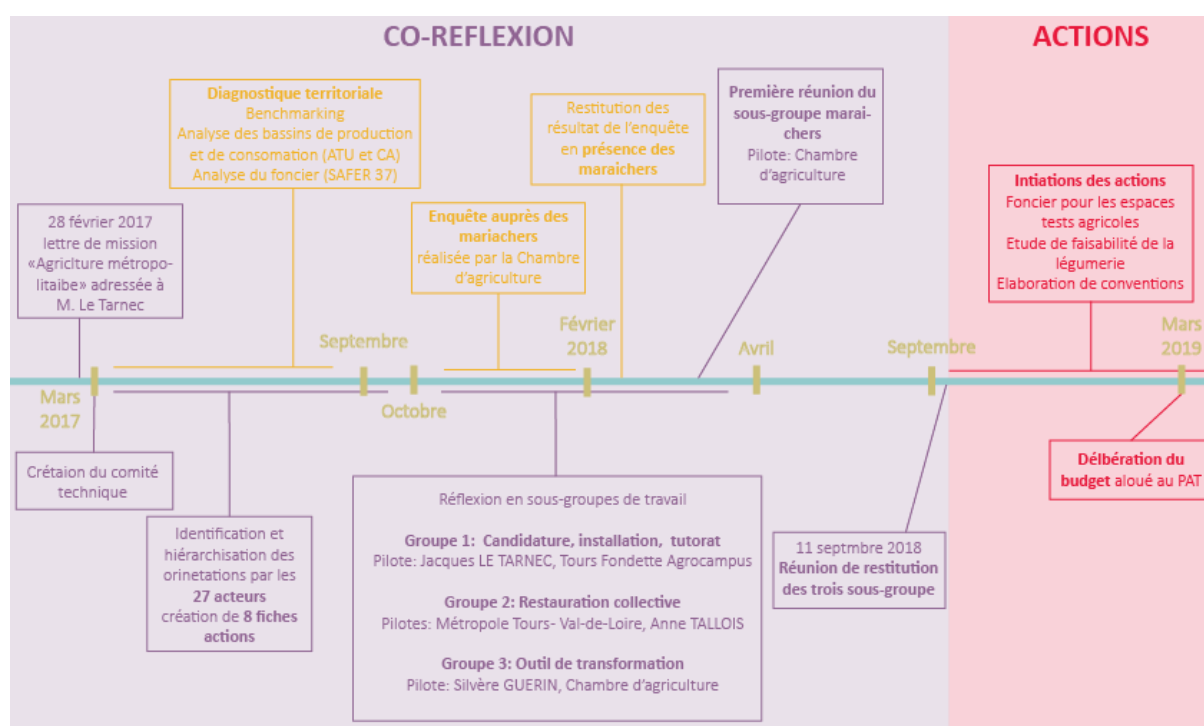 CO-REFLEXION
ACTIONS
Diagnostique territoriale
Benchmarking
Analyse des bassins de production
et de consomation (ATU et CA)
Analyse du foncier (SAFER 37)
Restitution des
résultat de l'enquête
en présence des
maraichers
Première réunion du
sous-groupe marai-
chers
Pilote: Chambre
d'agriculture
28 février 2017
lettre de mission
«Agriclture métropo-
litaibe» adressée à
M. Le Tarnec
Enquête auprès des
mariachers
réalisée par la Chambre
d'agriculture
Intiations des actions
Foncier pour les espaces
tests agricoles
Etude de faisabilité de la
légumerie
Elaboration de conventions
Mars
2017
Septembre
Octobre
Février
2018
Avril
Septembre
Mars
2019
Crétaion du comité
technique
Identification et
hiérarchisation des
orinetations par les
27 acteurs
création de 8 fiches
actions
Réflexion en sous-groupes de travail
Groupe 1: Candidature, installation, tutorat
Pilote: Jacques LE TARNEC, Tours Fondette Agrocampus
Groupe 2: Restauration collective
Pilotes: Métropole Tours- Val-de-Loire, Anne TALLOIS
Groupe 3: Outil de transformation
Pilote: Silvère GUERIN, Chambre d'agriculture
11 septmbre 2018
Réunion de restitution
des trois sous-groupe
Délbération du
budget aloué au PAT